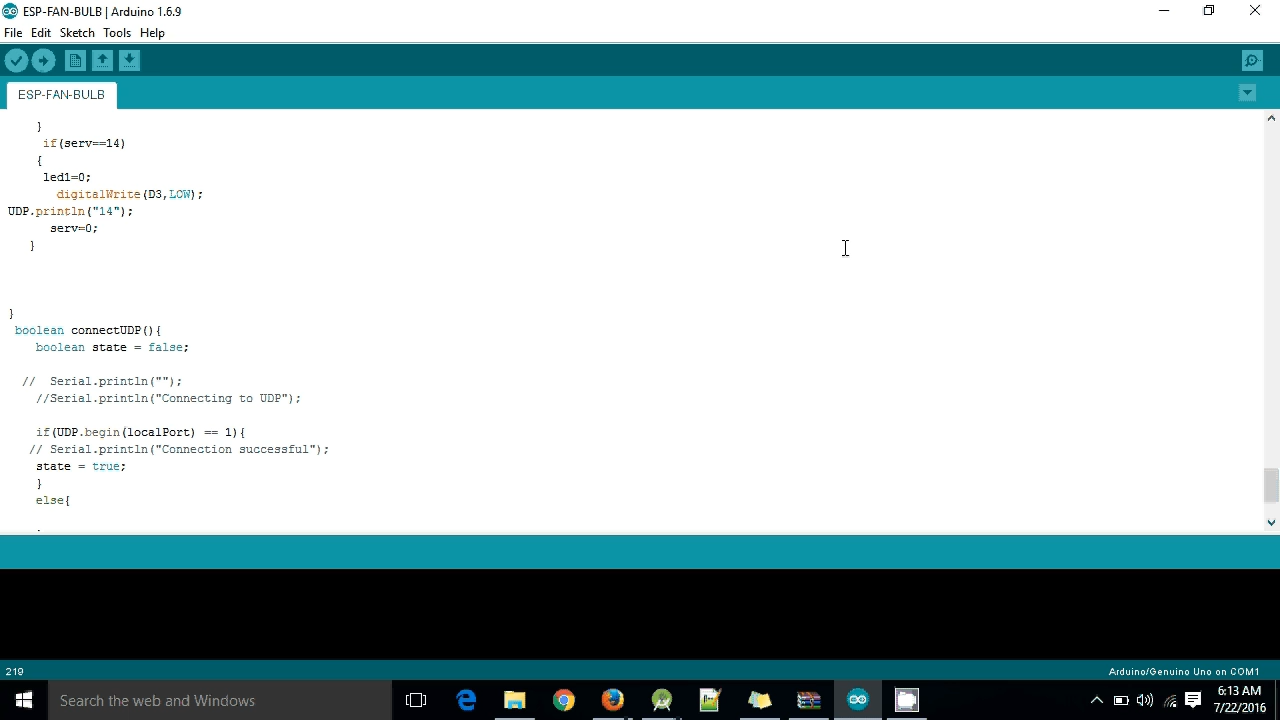 ESP-FAN-BULB | Arduino 1.6.9
File Edit Sketch Tools Help
ESP-FAN-BULB
}
if(serv==14)
{
led1=0;
digitalWrite(D3,LOW);
UDP.println("14");
serv=0;
}
}
boolean connectUDP(){
boolean state = false;
// Serial.println("");
//Serial.println("Connecting to UDP");
if(UDP.begin(localPort) == 1){
// Serial.println("Connection successful");
state = true;
}
else{
219
Arduino/Genuino Uno on COM1
Search the web and Windows
6:13 AM
7/22/2016